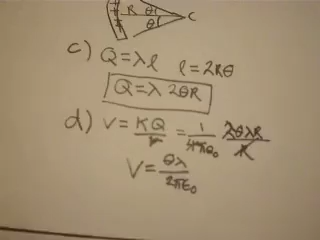 R θ C
θ
c) Q = λl l = 2Rθ
Q = λ 2θR
d) V = KQ/r = 1/4πε₀ 2θλR/R
V = θλ/2πε₀